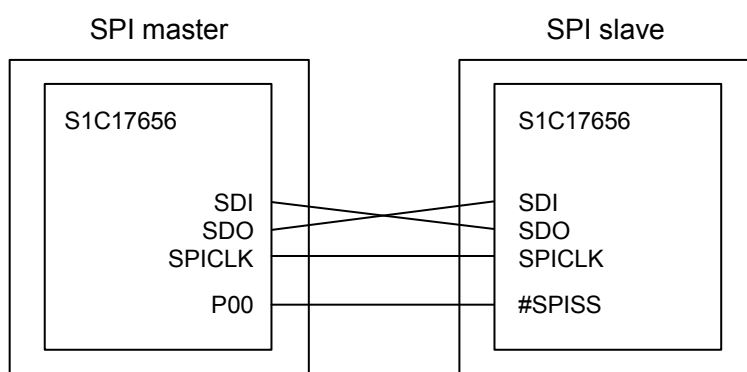 SPI master
SPI slave
S1C17656
S1C17656
SDI
SDI
SDO
SDO
SPICLK
SPICLK
P00
#SPISS